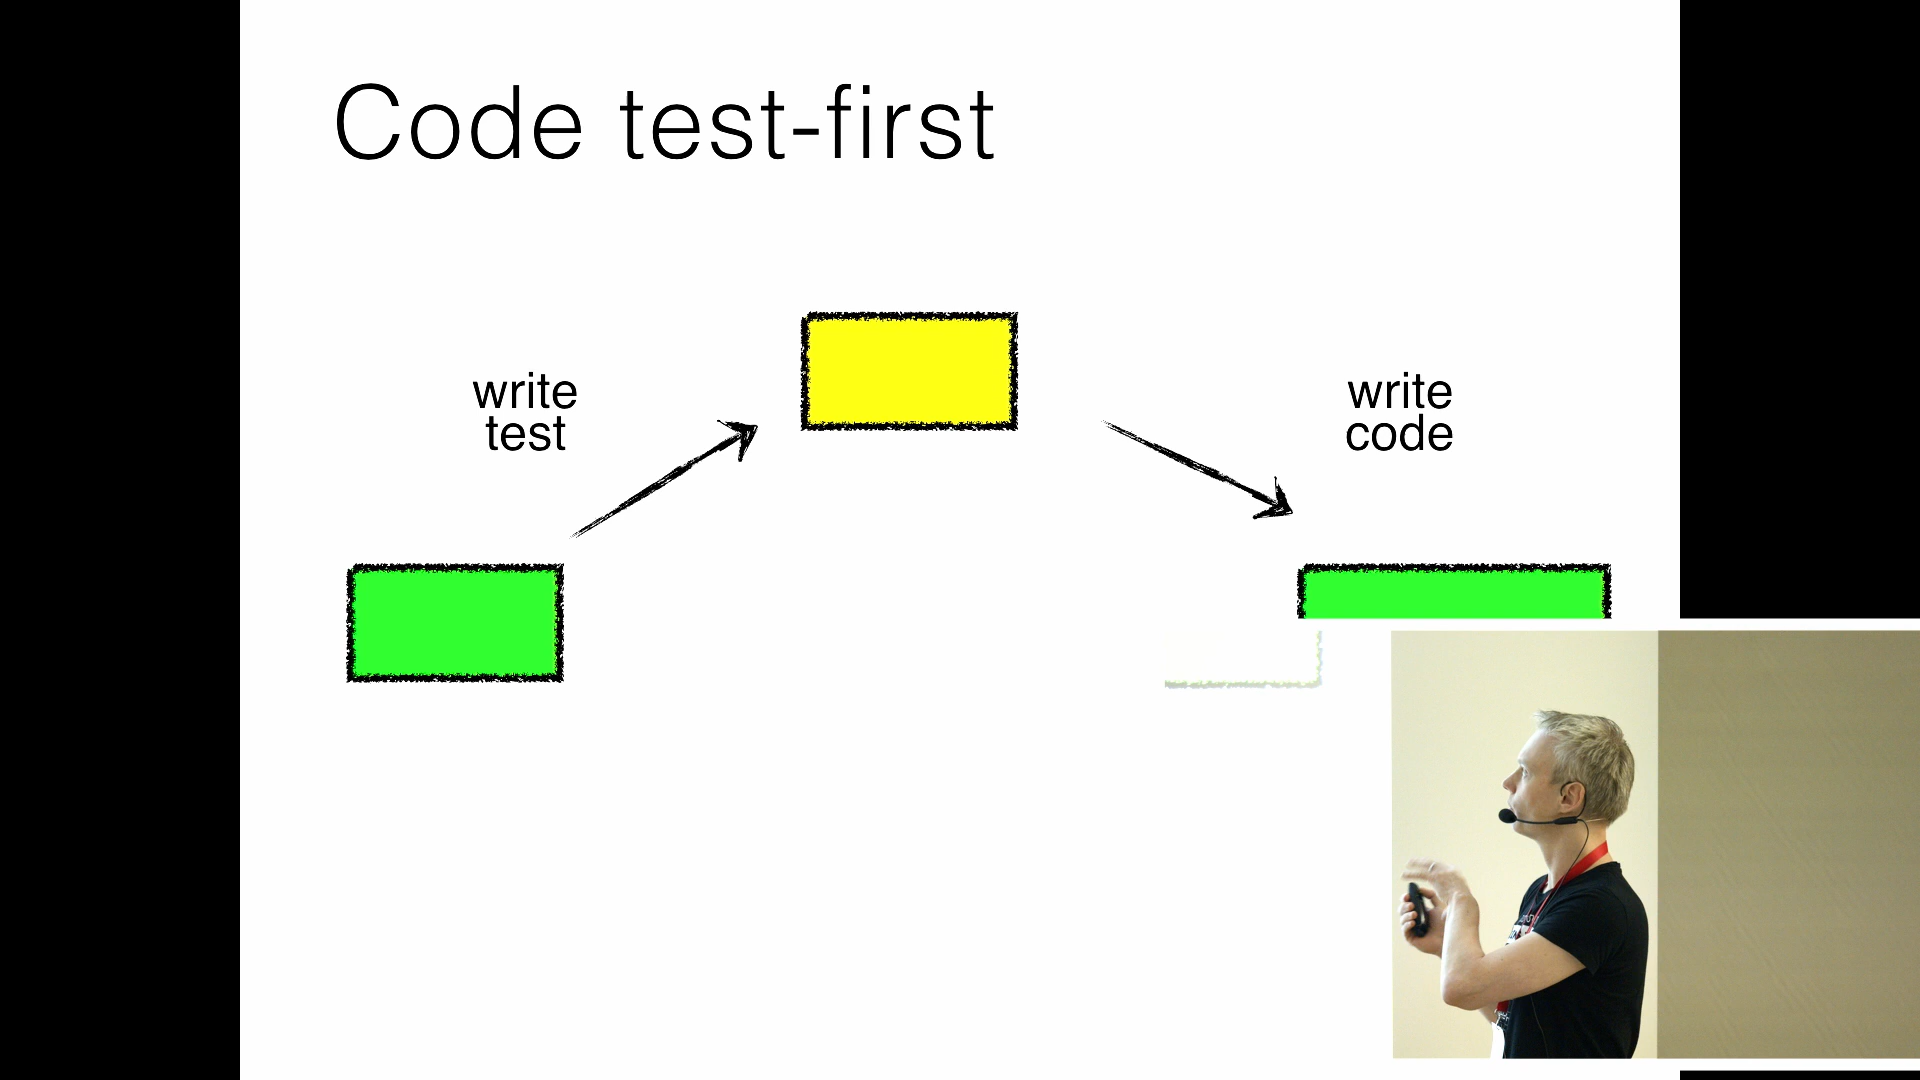 Code test-first
write
test
write
code